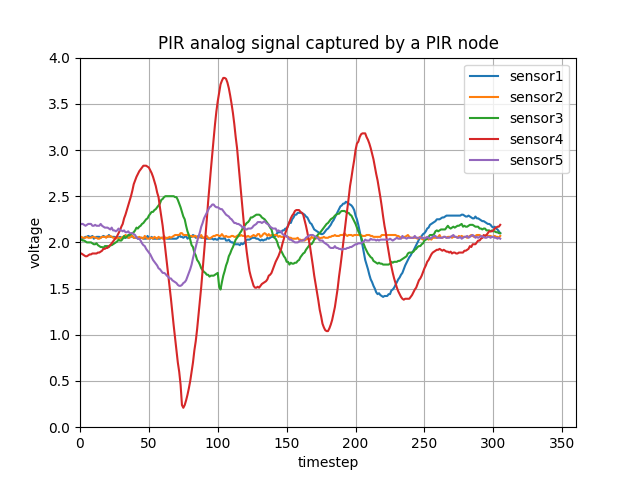 PIR analog signal captured by a PIR node
4.0
3.5
3.0
2.5
2.0
1.5
1.0
0.5
0.0
voltage
sensor1
sensor2
sensor3
sensor4
sensor5
0 50 100 150 200 250 300 350
timestep